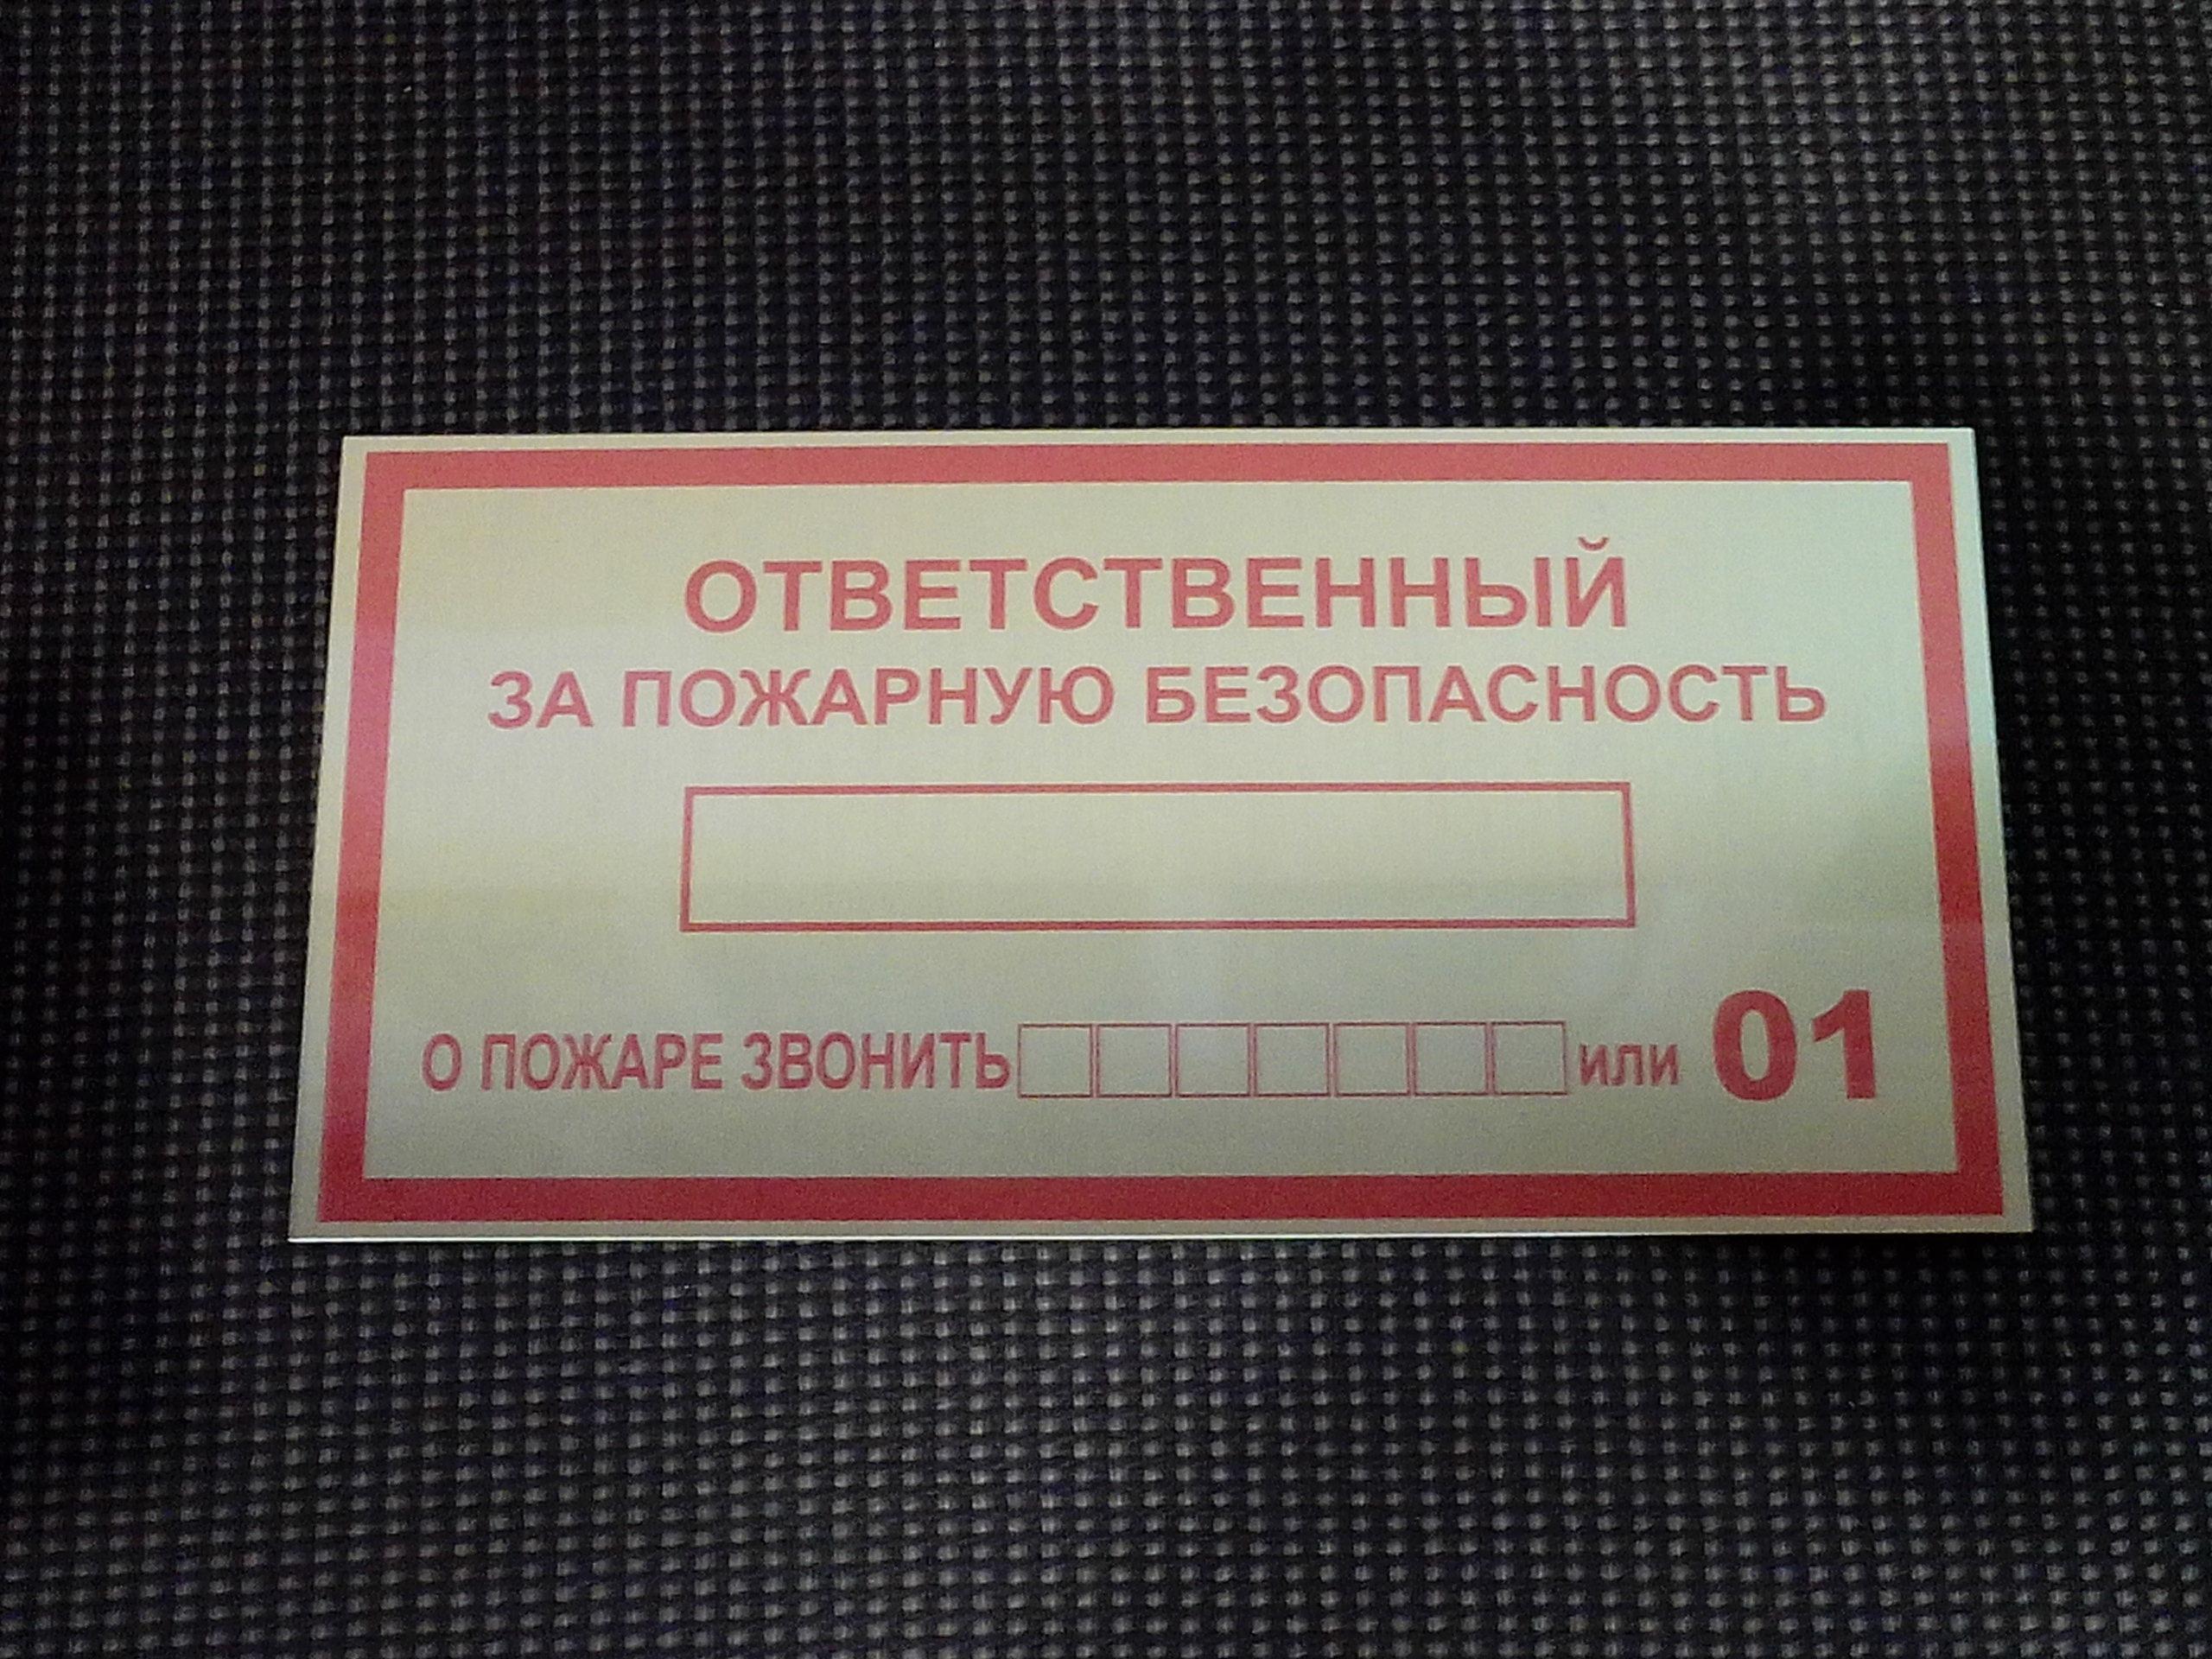 ОТВЕТСТВЕННЫЙ
ЗА ПОЖАРНУЮ БЕЗОПАСНОСТЬ
О ПОЖАРЕ ЗВОНИТЬ или 01